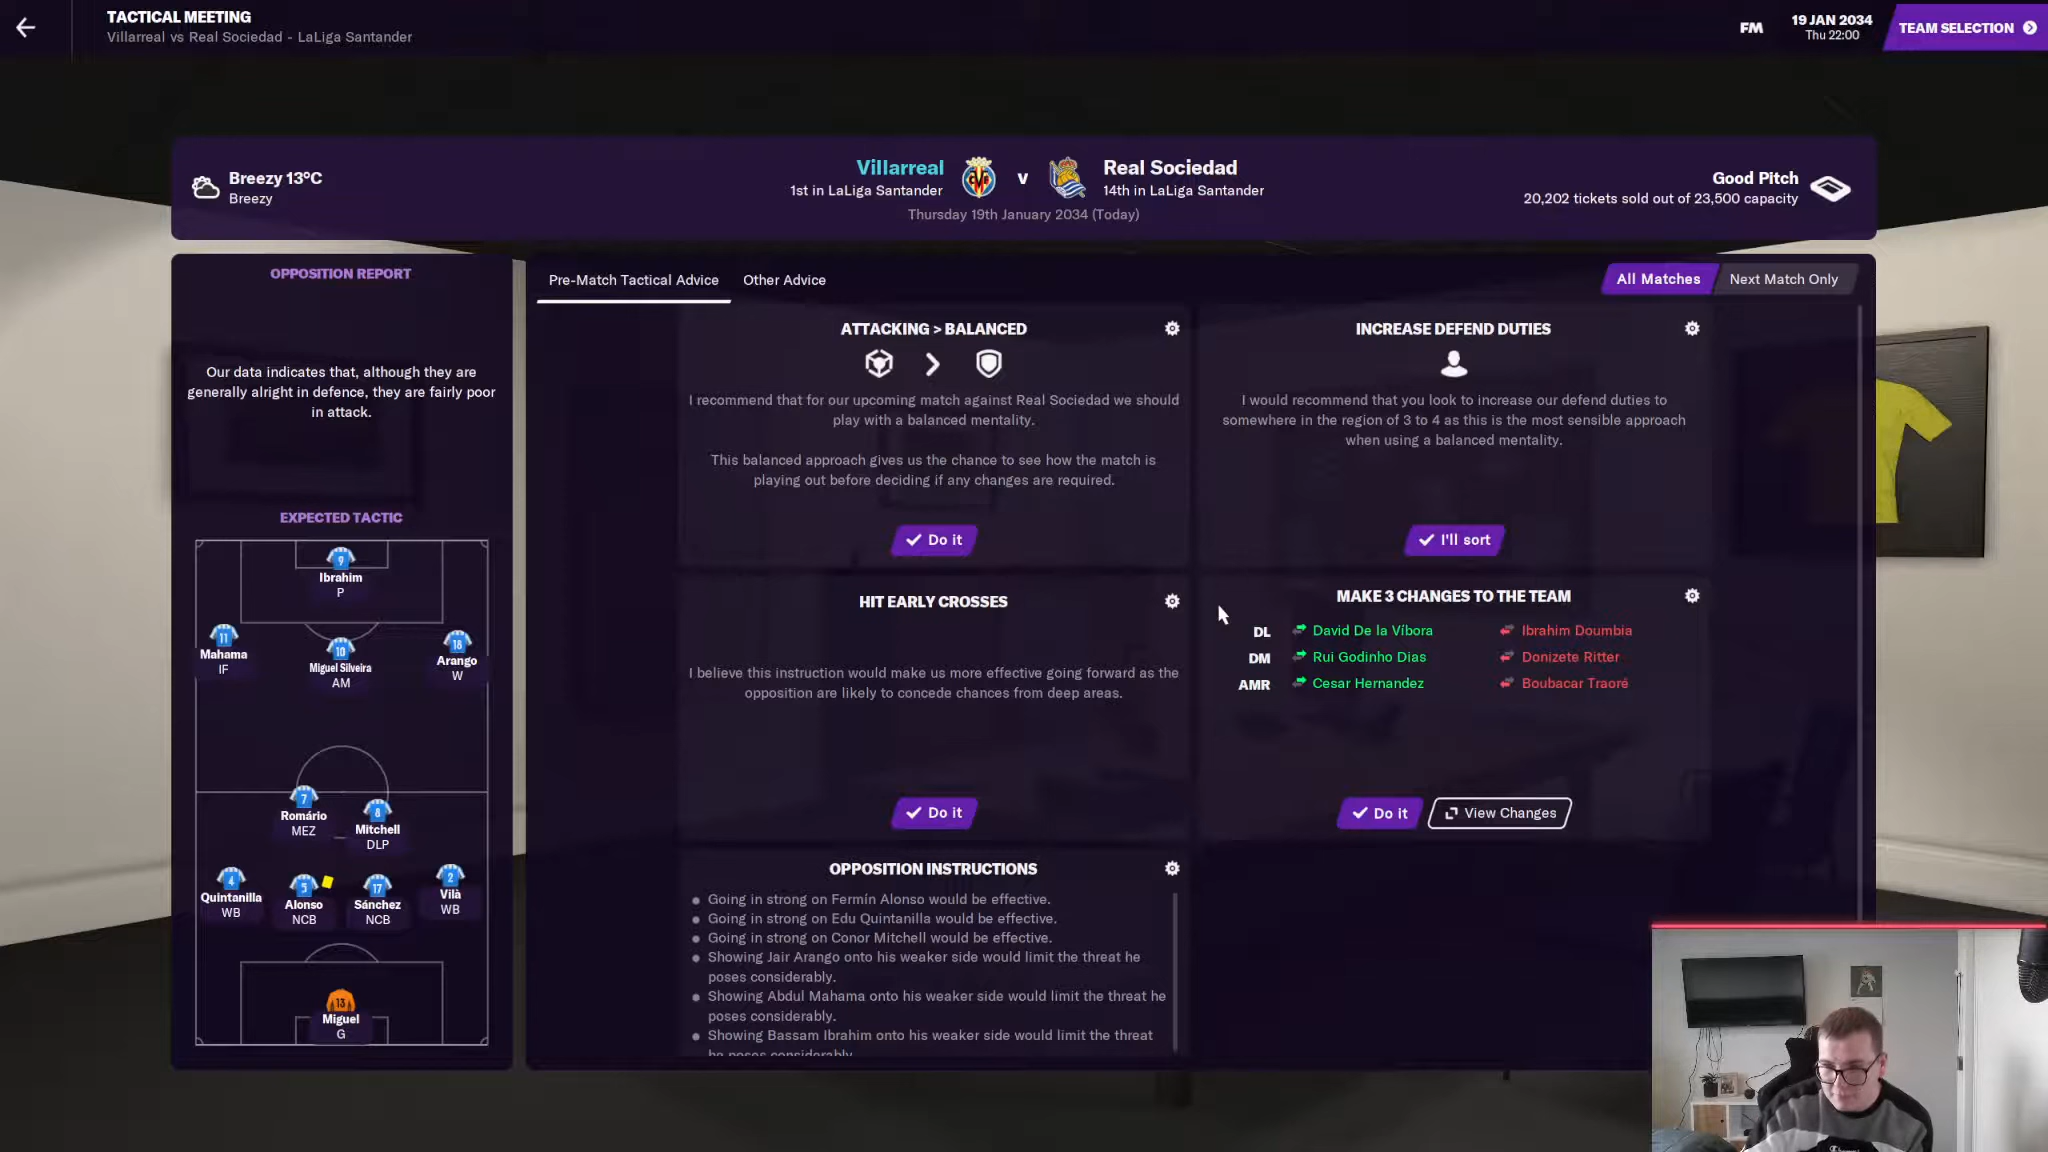 TACTICAL MEETING
Villarreal vs Real Sociedad - LaLiga Santander
FM
19 JAN 2034
Thu 22:00
TEAM SELECTION
Breezy 13°C
Breezy
Villarreal
1st in LaLiga Santander
v
Real Sociedad
14th in LaLiga Santander
Thursday 19th January 2034 (Today)
Good Pitch
20,202 tickets sold out of 23,500 capacity
OPPOSITION REPORT
Our data indicates that, although they are
generally alright in defence, they are fairly poor
in attack.
EXPECTED TACTIC
9
Ibrahim
P
11
Mahama
IF
10
Miguel Silveira
AM
18
Arango
W
7
Romário
MEZ
8
Mitchell
DLP
4
Quintanilla
WB
5
Alonso
NCB
17
Sánchez
NCB
2
Vilà
WB
13
Miguel
G
Pre-Match Tactical Advice
Other Advice
All Matches
Next Match Only
ATTACKING > BALANCED
I recommend that for our upcoming match against Real Sociedad we should
play with a balanced mentality.
This balanced approach gives us the chance to see how the match is
playing out before deciding if any changes are required.
Do it
INCREASE DEFEND DUTIES
I would recommend that you look to increase our defend duties to
somewhere in the region of 3 to 4 as this is the most sensible approach
when using a balanced mentality.
I'll sort
HIT EARLY CROSSES
I believe this instruction would make us more effective going forward as the
opposition are likely to concede chances from deep areas.
Do it
MAKE 3 CHANGES TO THE TEAM
DL David De la Víbora Ibrahim Doumbia
DM Rui Godinho Dias Donizete Ritter
AMR Cesar Hernandez Boubacar Traoré
Do it
View Changes
OPPOSITION INSTRUCTIONS
Going in strong on Fermín Alonso would be effective.
Going in strong on Edu Quintanilla would be effective.
Going in strong on Conor Mitchell would be effective.
Showing Jair Arango onto his weaker side would limit the threat he
poses considerably.
Showing Abdul Mahama onto his weaker side would limit the threat he
poses considerably.
Showing Bassam Ibrahim onto his weaker side would limit the threat
he poses considerably